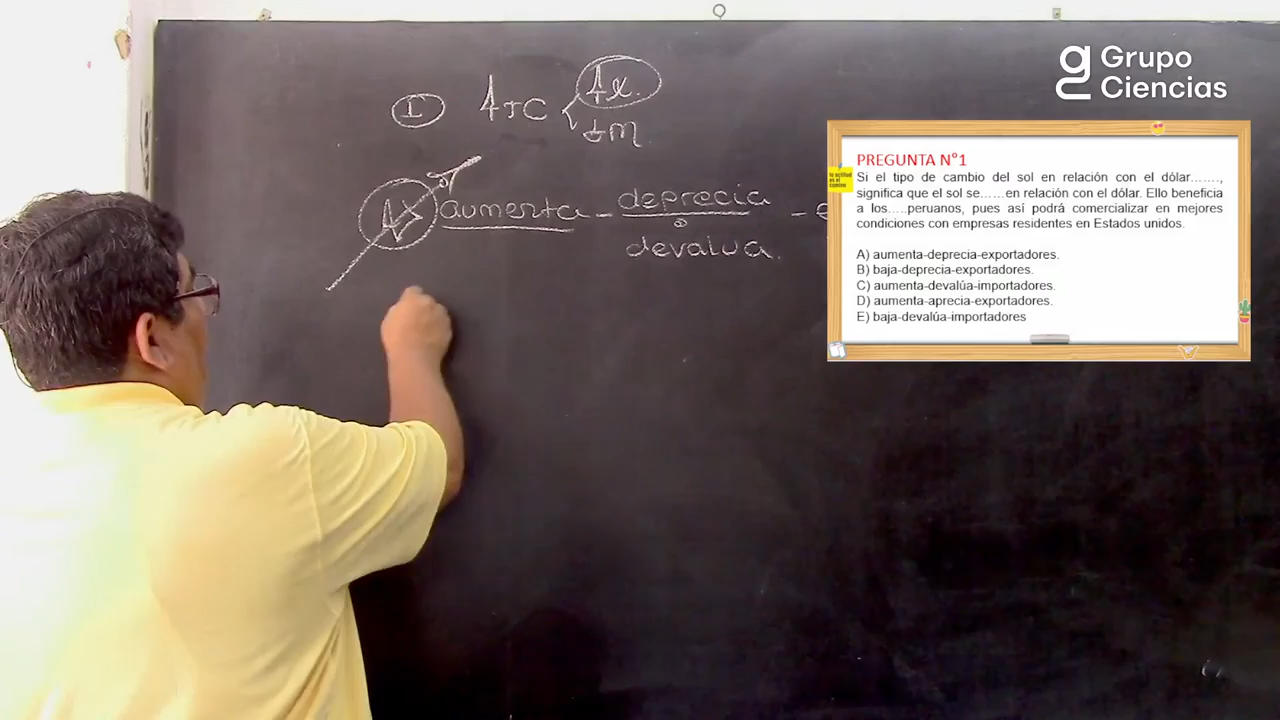 Grupo
Ciencias
I ↑TC ↑x.
↓m
A) aumenta - deprecia - e
o
devalua.
PREGUNTA N°1
Si el tipo de cambio del sol en relación con el dólar…….,
significa que el sol se……en relación con el dólar. Ello beneficia
a los…..peruanos, pues así podrá comercializar en mejores
condiciones con empresas residentes en Estados unidos.
A) aumenta-deprecia-exportadores.
B) baja-deprecia-exportadores.
C) aumenta-devalúa-importadores.
D) aumenta-aprecia-exportadores.
E) baja-devalúa-importadores